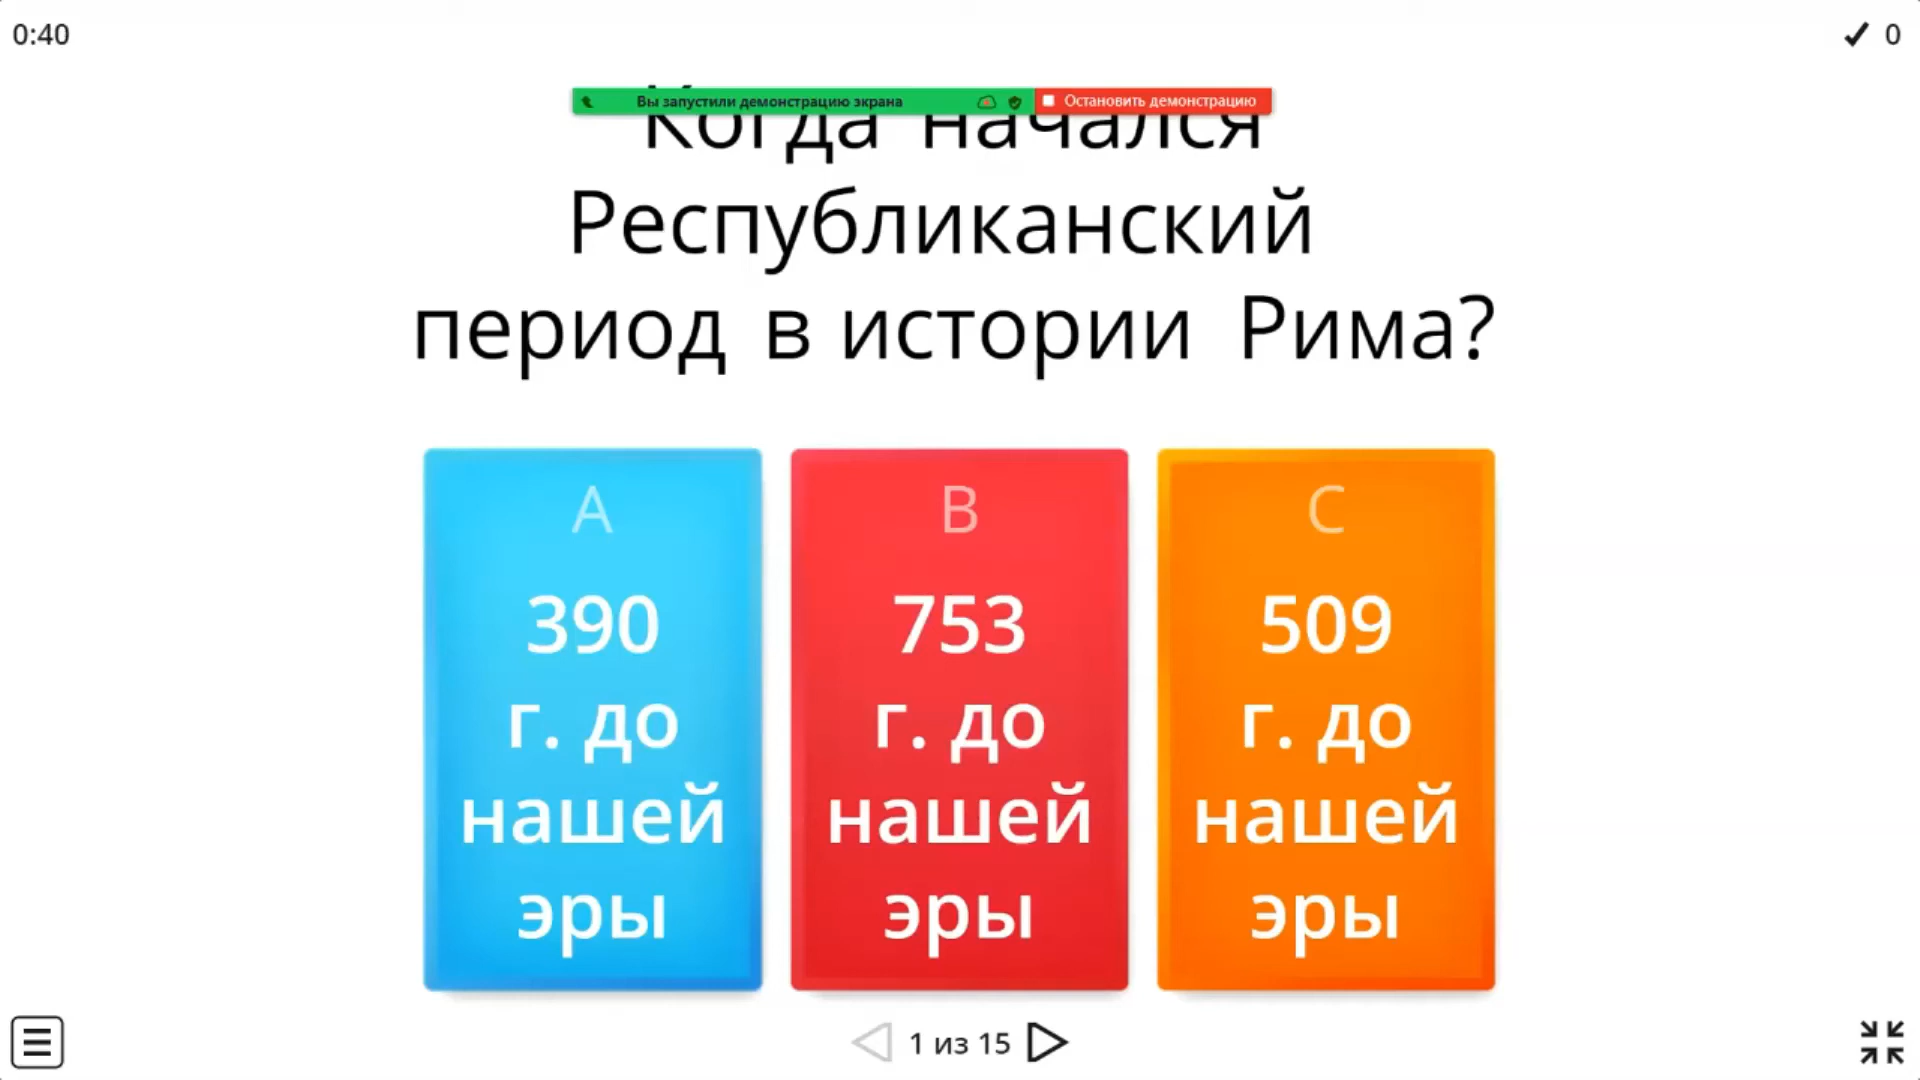 0:40
0
Вы запустили демонстрацию экрана
Остановить демонстрацию
Когда начался
Республиканский
период в истории Рима?
A
390
г. до
нашей
эры
B
753
г. до
нашей
эры
C
509
г. до
нашей
эры
1 из 15